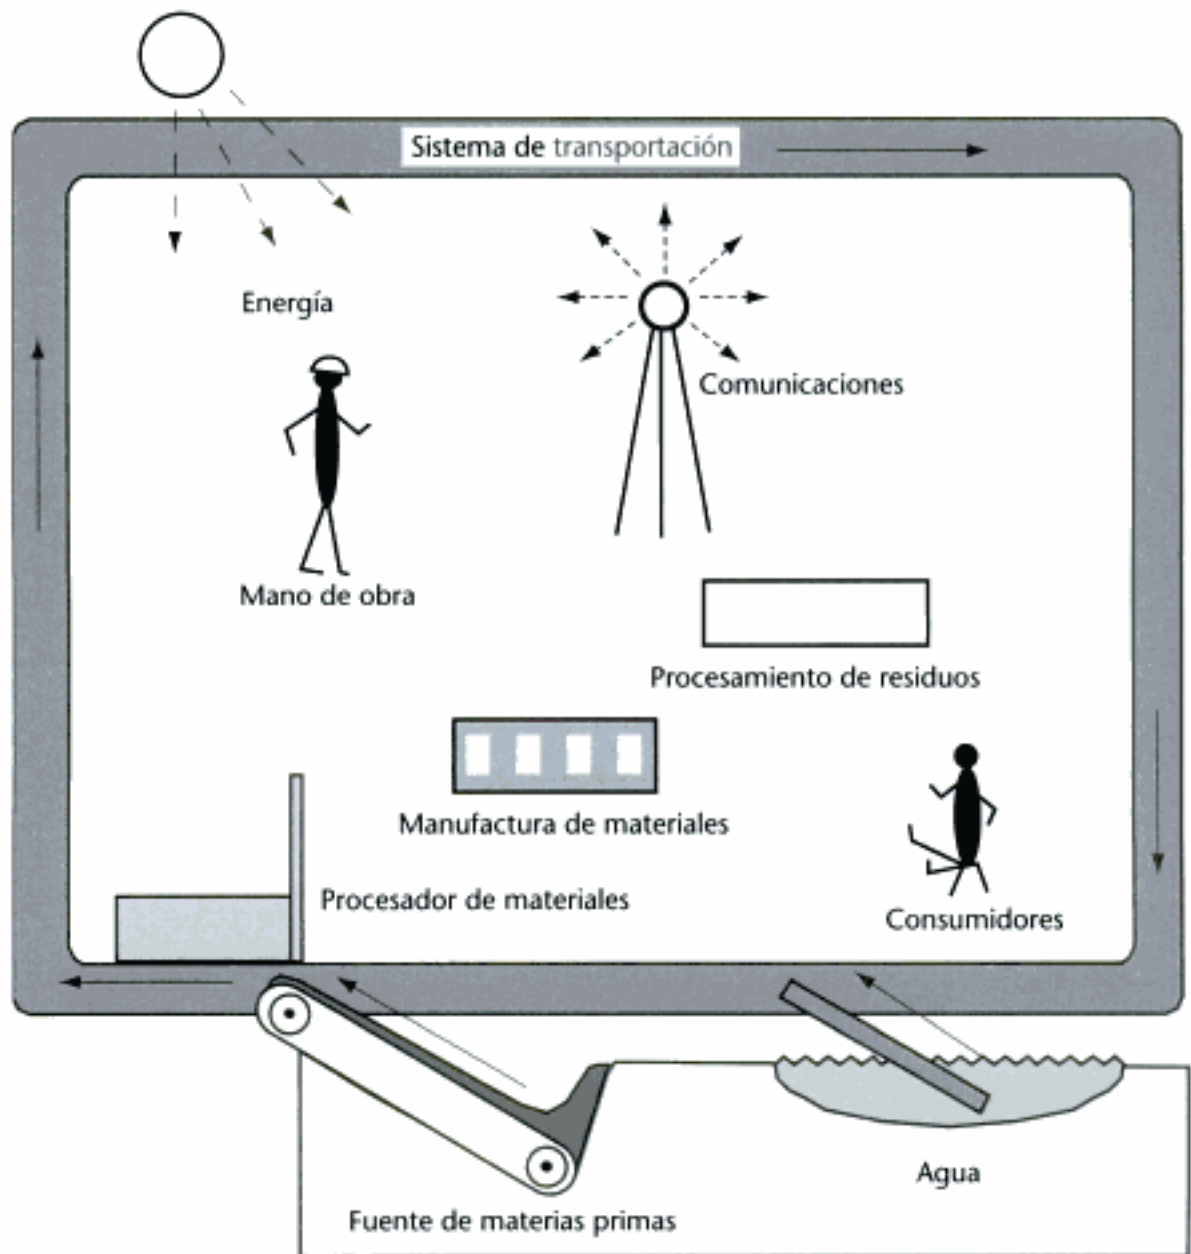 Sistema de transportación
Energía
Comunicaciones
Mano de obra
Procesamiento de residuos
Manufactura de materiales
Procesador de materiales
Consumidores
Agua
Fuente de materias primas